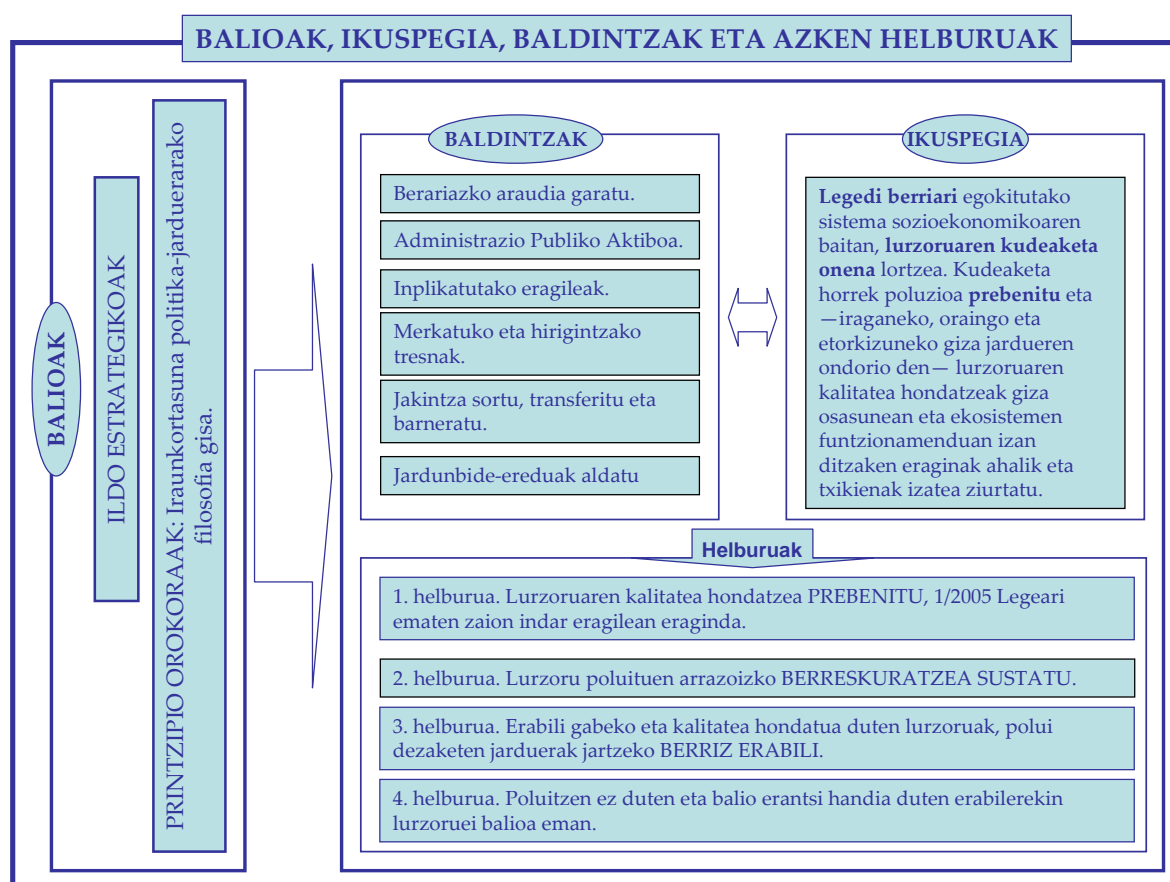 BALIOAK, IKUSPEGIA, BALDINTZAK ETA AZKEN HELBURUAK
BALIOAK
ILDO ESTRATEGIKOAK
PRINTZIPIO OROKORAAK: Iraunkortasuna politika-jarduerarako
filosofia gisa.
BALDINTZAK
Berariazko araudia garatu.
Administrazio Publiko Aktiboa.
Inplikatutako eragileak.
Merkatuko eta hirigintzako
tresnak.
Jakintza sortu, transferitu eta
barneratu.
Jardunbide-ereduak aldatu
IKUSPEGIA
Legedi berriari egokitutako
sistema sozioekonomikoaren
baitan, lurzoruaren kudeaketa
onena lortzea. Kudeaketa
horrek poluzioa prebenitu eta
—iraganeko, oraingo eta
etorkizuneko giza jardueren
ondorio den— lurzoruaren
kalitatea hondatzeak giza
osasunean eta ekosistemen
funtzionamenduan izan
ditzaken eraginak ahalik eta
txikienak izatea ziurtatu.
Helburuak
1. helburua. Lurzoruaren kalitatea hondatzea PREBENITU, 1/2005 Legeari
ematen zaion indar eragilean eraginda.
2. helburua. Lurzoru poluituen arrazoizko BERRESKURATZEA SUSTATU.
3. helburua. Erabili gabeko eta kalitatea hondatua duten lurzoruak, polui
dezaketen jarduerak jartzeko BERRIZ ERABILI.
4. helburua. Poluitzen ez duten eta balio erantsi handia duten erabilerekin
lurzoruei balioa eman.